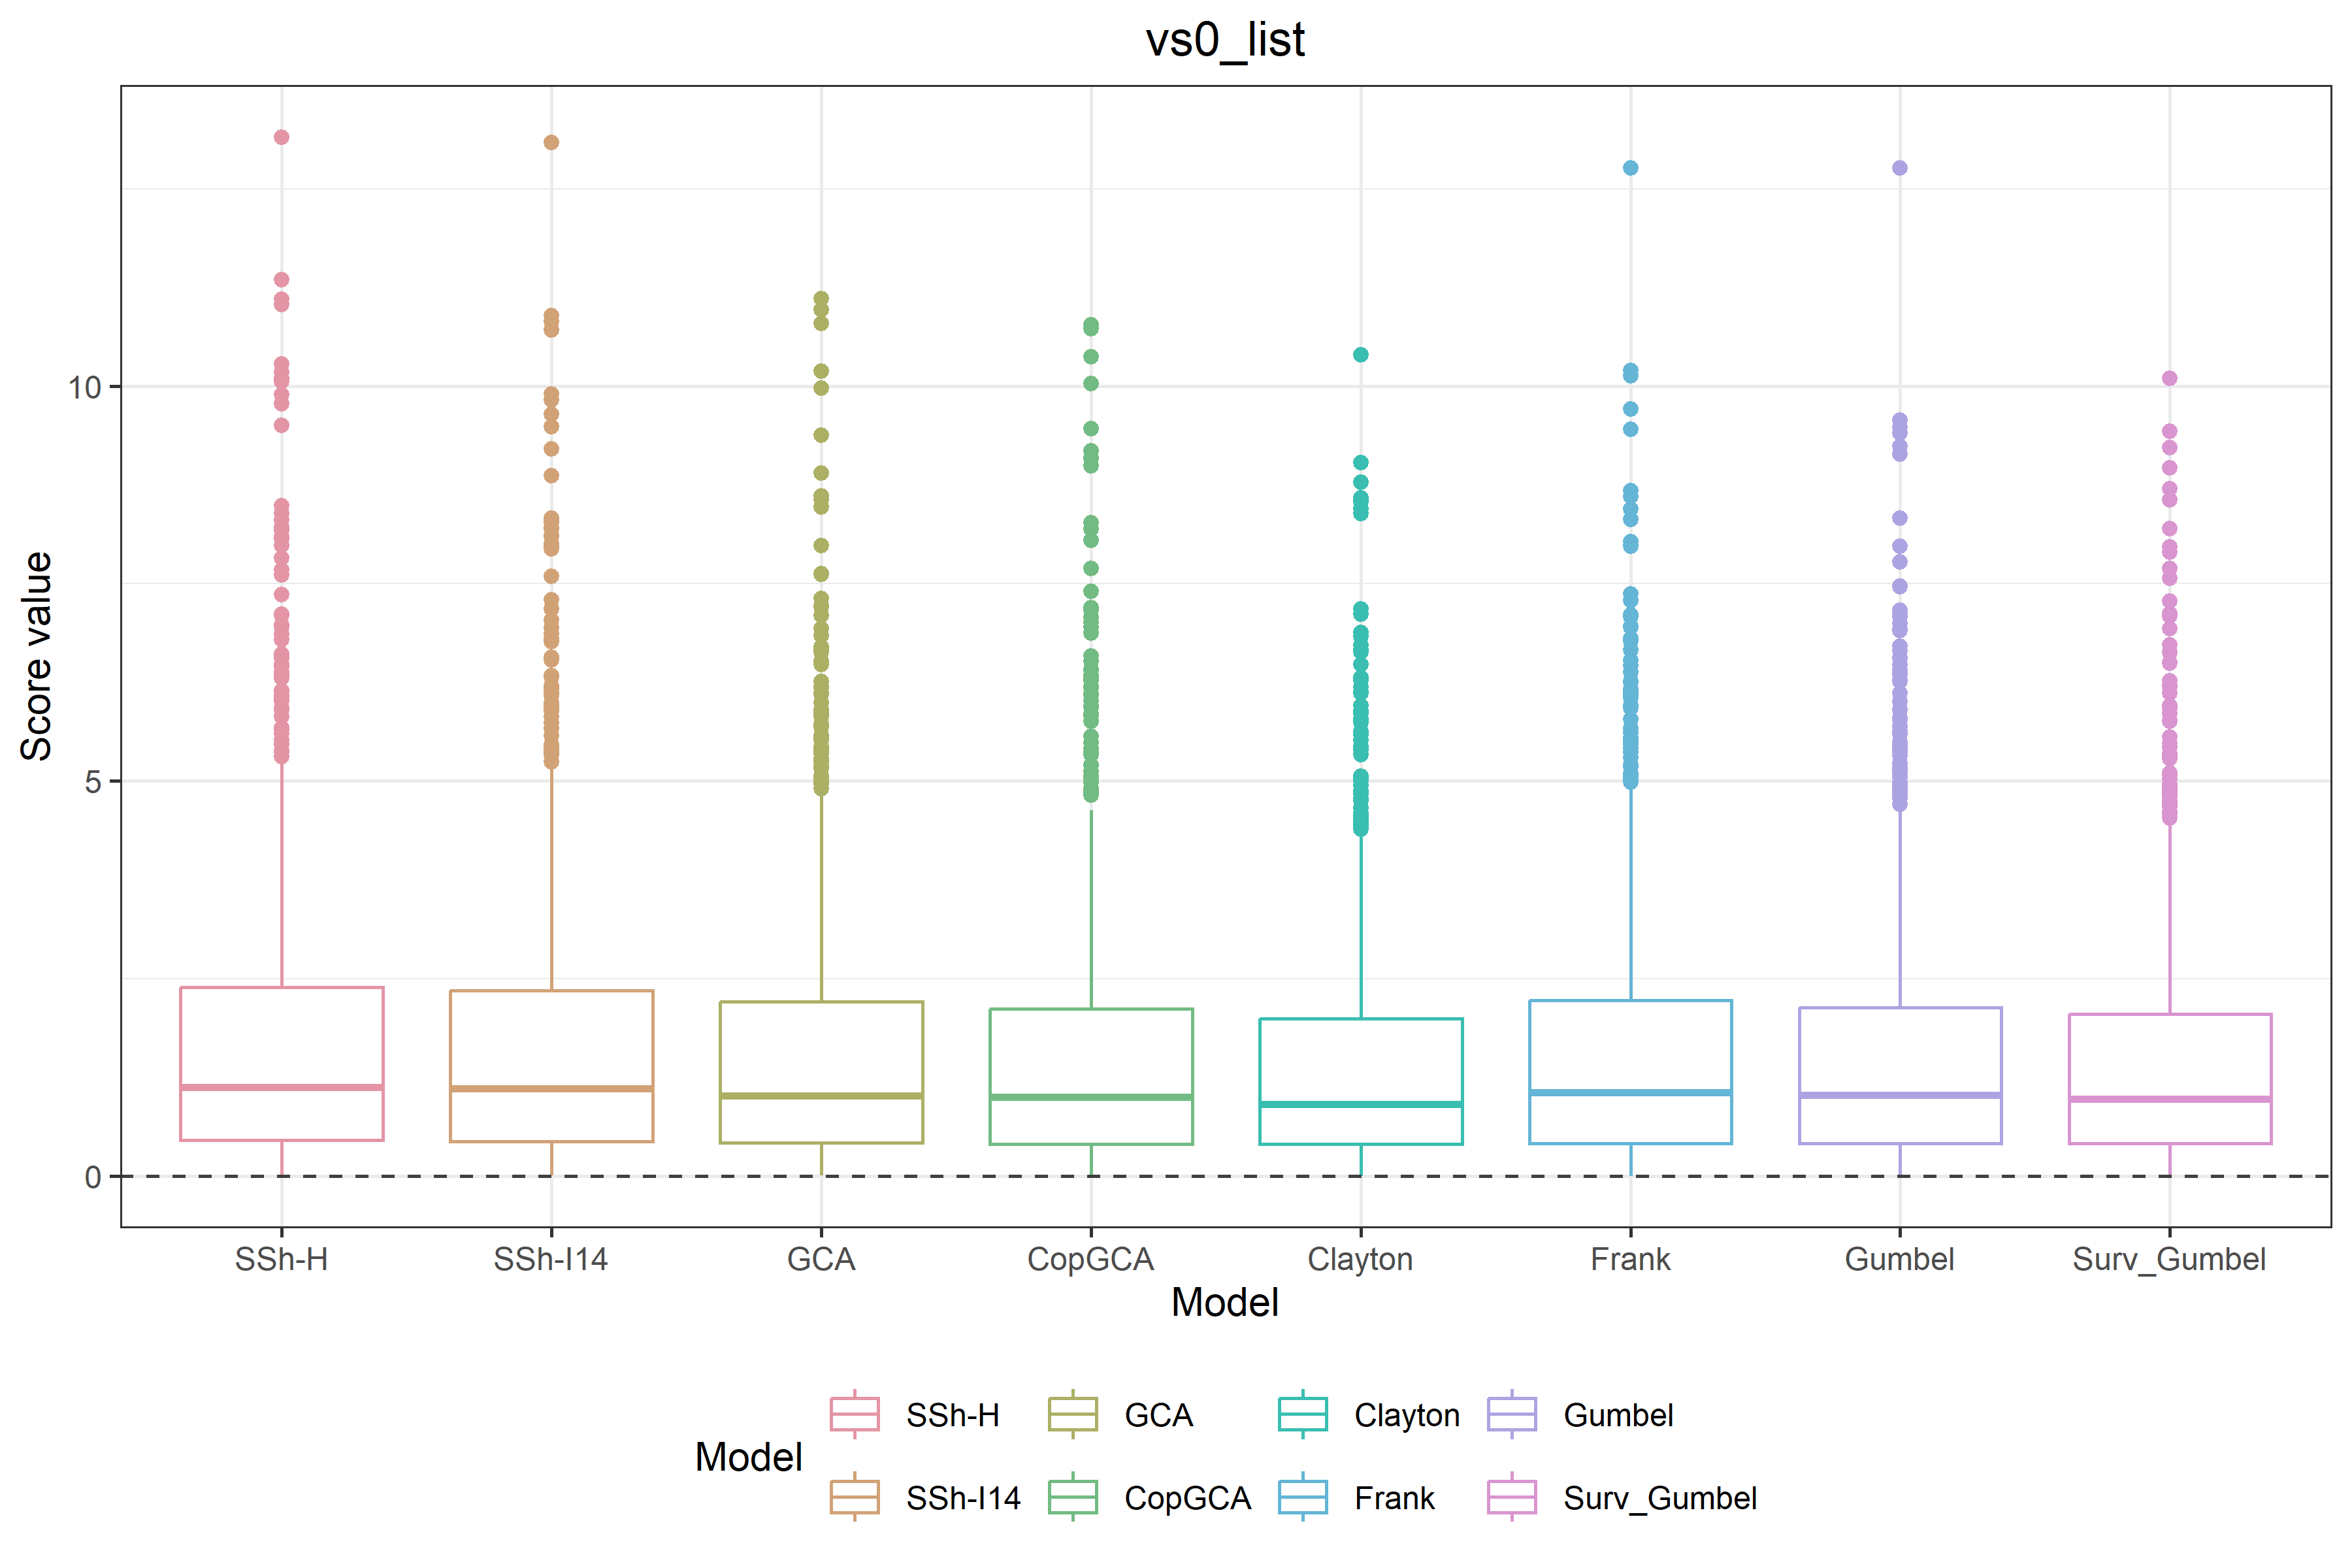 vs0_list
Score value
10
5
0
SSh-H SSh-I14 GCA CopGCA Clayton Frank Gumbel Surv_Gumbel
Model
Model
SSh-H GCA Clayton Gumbel
SSh-I14 CopGCA Frank Surv_Gumbel